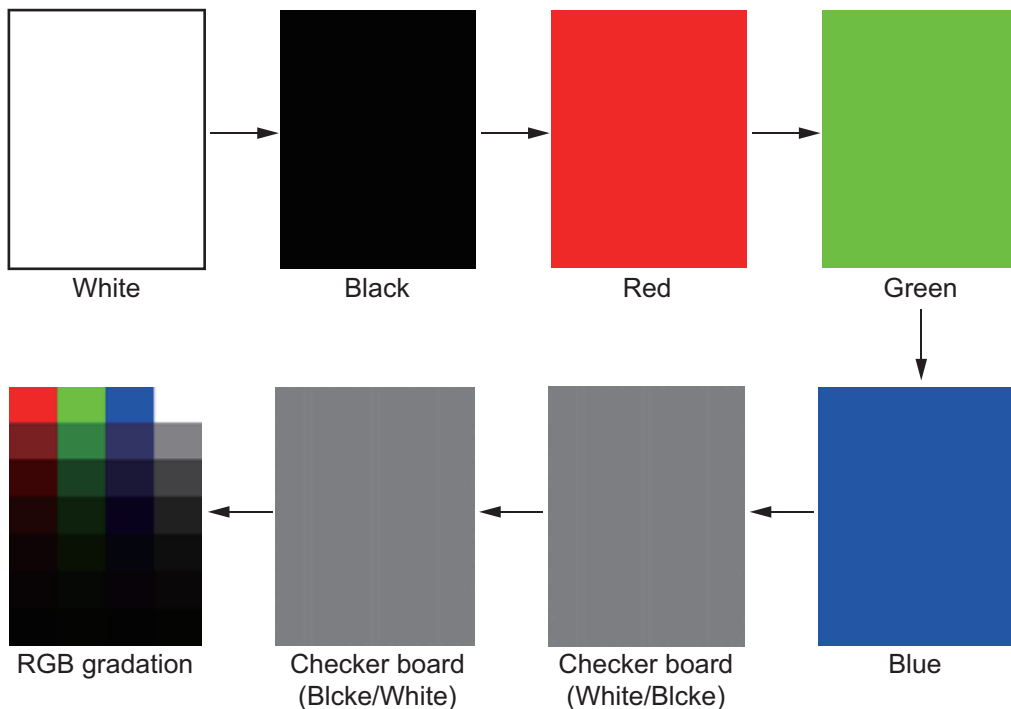 White
Black
Red
Green
RGB gradation
Checker board
(Blcke/White)
Checker board
(White/Blcke)
Blue